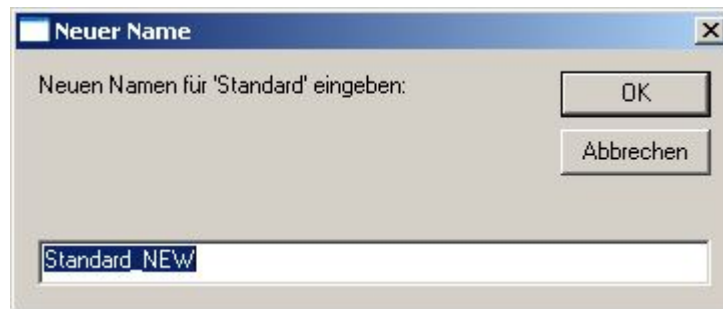 Neuer Name
Neuen Namen für 'Standard' eingeben:
OK
Abbrechen
Standard_NEW